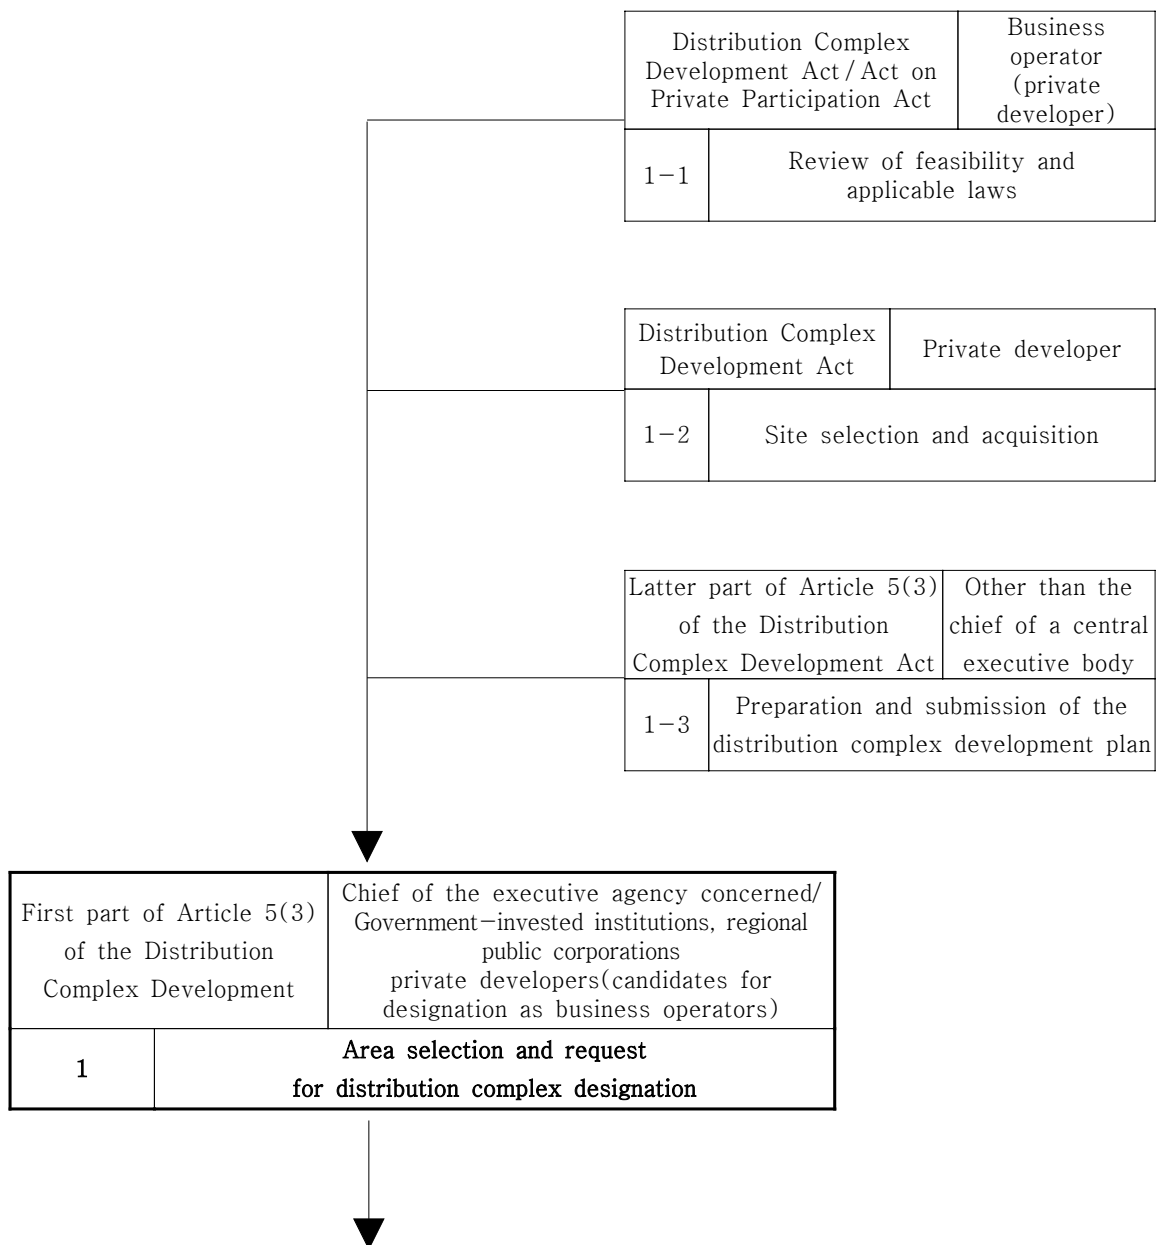 Distribution Complex
Development Act / Act on
Private Participation Act
Business
operator
(private
developer)
1-1
Review of feasibility and
applicable laws
Distribution Complex
Development Act
Private developer
1-2
Site selection and acquisition
Latter part of Article 5(3)
of the Distribution
Complex Development Act
Other than the
chief of a central
executive body
1-3
Preparation and submission of the
distribution complex development plan
First part of Article 5(3)
of the Distribution
Complex Development
Chief of the executive agency concerned/
Government-invested institutions, regional
public corporations
private developers(candidates for
designation as business operators)
1
Area selection and request
for distribution complex designation